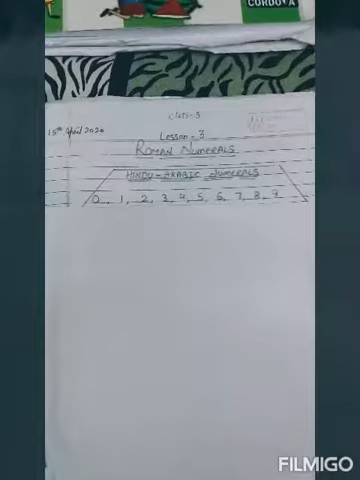 CORDOVA
Class-3
15th April 2020
Lesson-3
ROMAN NUMERALS
HINDU-ARABIC NUMERALS
0, 1, 2, 3, 4, 5, 6, 7, 8, 9
FILMIGO